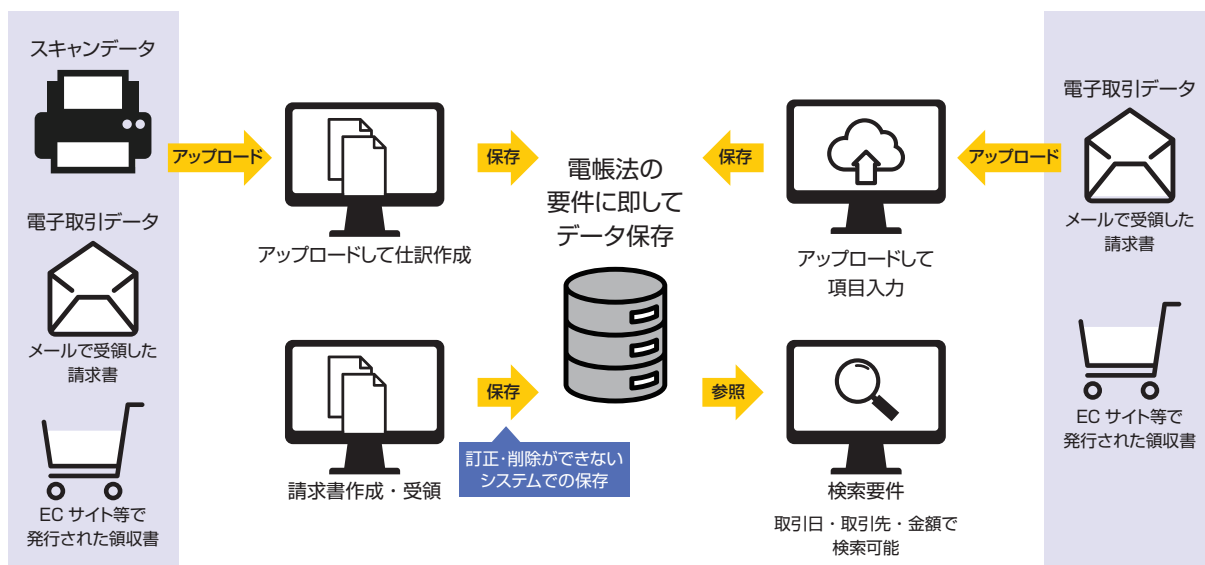 スキャンデータ
電子取引データ
メールで受領した
請求書
EC サイト等で
発行された領収書
アップロード
アップロードして仕訳作成
保存
請求書作成・受領
保存
訂正・削除ができない
システムでの保存
電帳法の
要件に即して
データ保存
保存
アップロードして
項目入力
アップロード
参照
検索要件
取引日・取引先・金額で
検索可能
電子取引データ
メールで受領した
請求書
EC サイト等で
発行された領収書